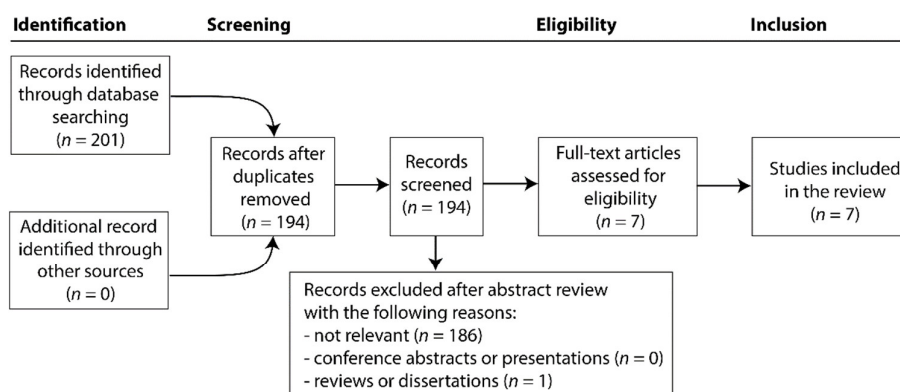 Identification
Screening
Eligibility
Inclusion
Records identified
through database
searching
(n = 201)
Additional record
identified through
other sources
(n = 0)
Records after
duplicates
removed
(n = 194)
Records
screened
(n = 194)
Records excluded after abstract review
with the following reasons:
- not relevant (n = 186)
- conference abstracts or presentations (n = 0)
- reviews or dissertations (n = 1)
Full-text articles
assessed for
eligibility
(n = 7)
Studies included
in the review
(n = 7)